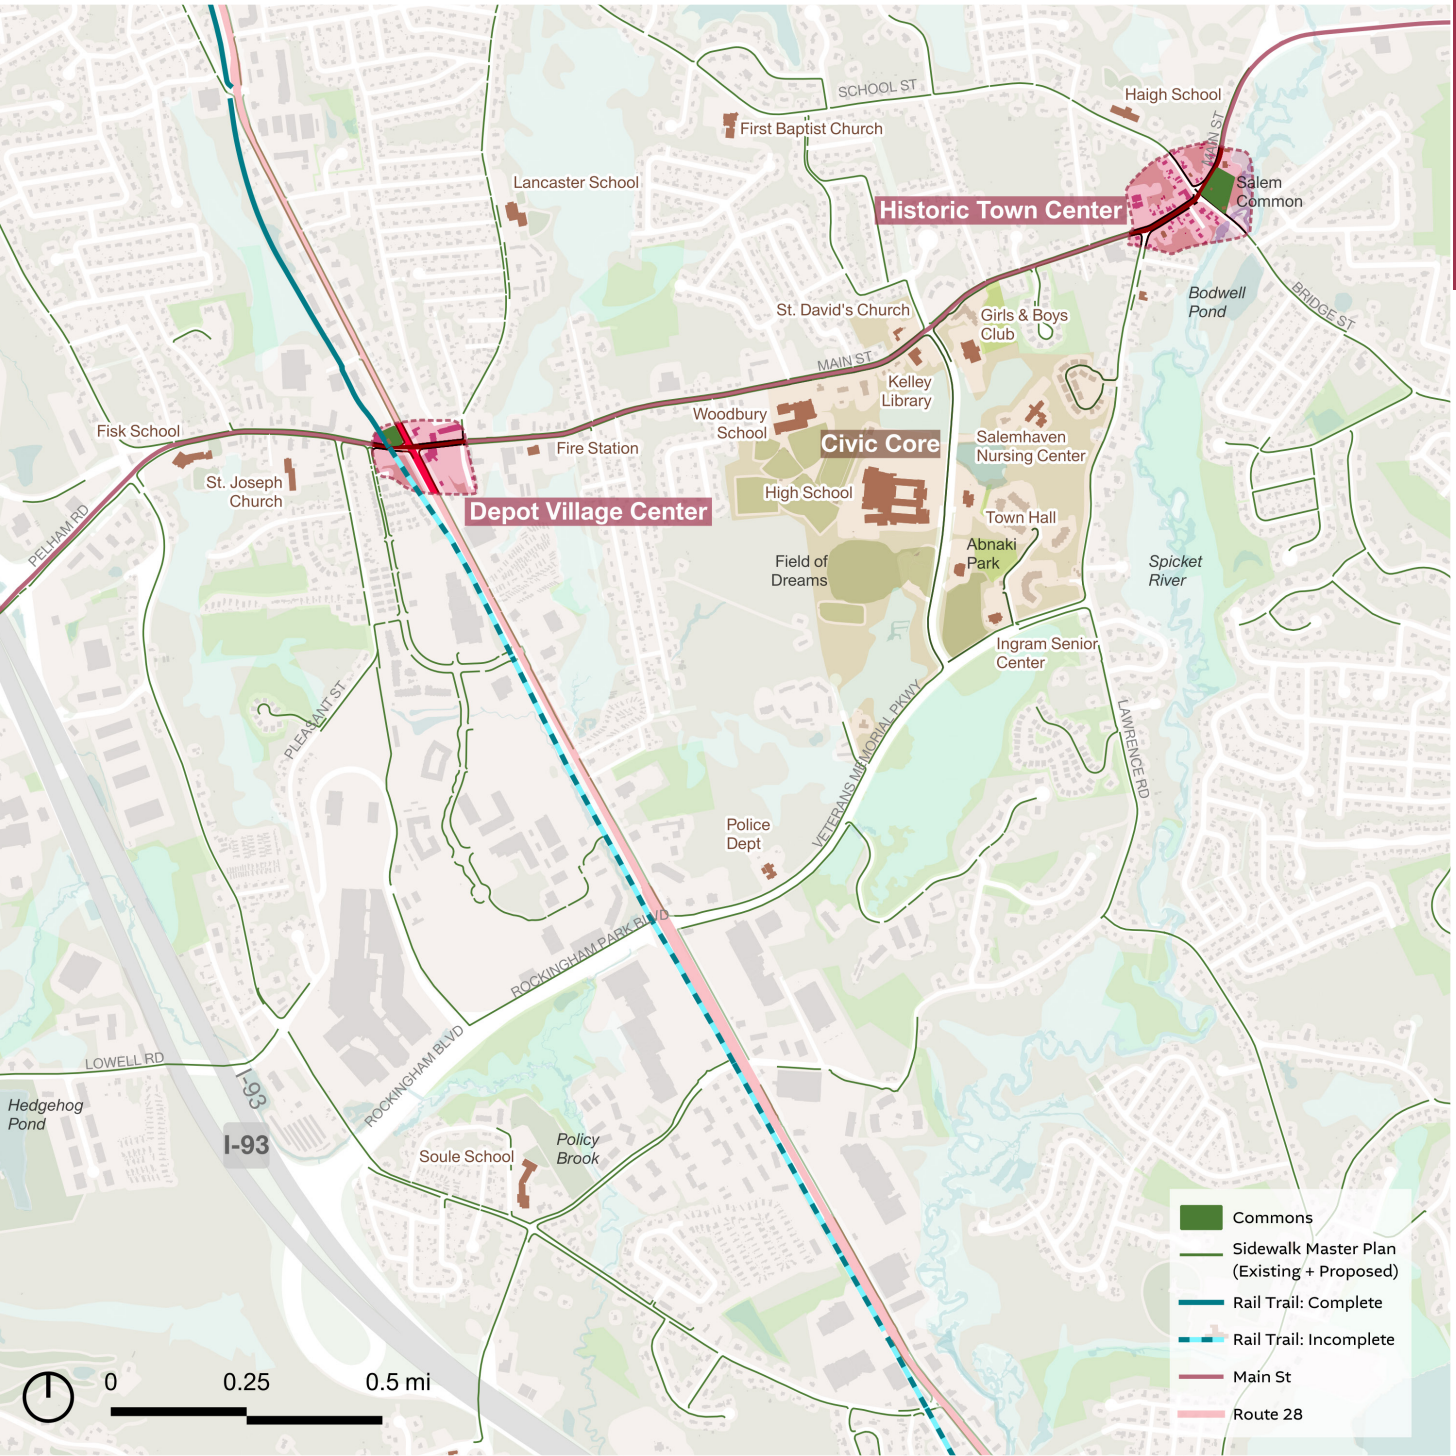 SCHOOL ST
Haigh School
First Baptist Church
MAIN ST
Lancaster School
Salem
Common
Historic Town Center
Bodwell
Pond
BRIDGE ST
St. David's Church
Girls & Boys
Club
MAIN ST
Kelley
Library
Woodbury
School
Fisk School
Fire Station
Civic Core
Salemhaven
Nursing Center
St. Joseph
Church
High School
Depot Village Center
Town Hall
PELHAM RD
Abnaki
Park
Field of
Dreams
Spicket
River
Ingram Senior
Center
PLEASANT ST
VETERANS MEMORIAL PKWY
LAWRENCE RD
Police
Dept
ROCKINGHAM PARK BLVD
LOWELL RD
I-93
ROCKINGHAM BLVD
Hedgehog
Pond
I-93
Policy
Brook
Soule School
Commons
Sidewalk Master Plan
(Existing + Proposed)
Rail Trail: Complete
Rail Trail: Incomplete
Main St
Route 28
0 0.25 0.5 mi